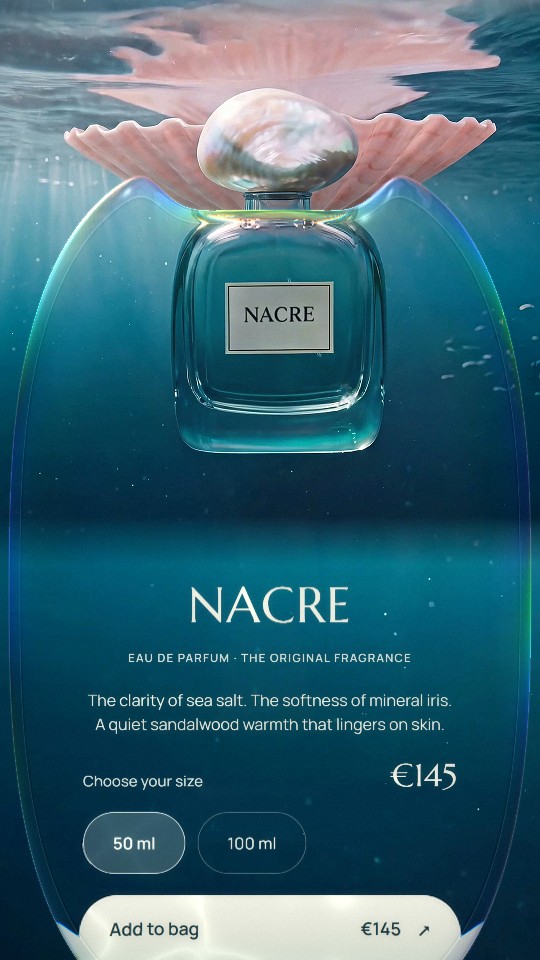 NACRE
NACRE
EAU DE PARFUM · THE ORIGINAL FRAGRANCE
The clarity of sea salt. The softness of mineral iris.
A quiet sandalwood warmth that lingers on skin.
Choose your size
€145
50 ml
100 ml
Add to bag
€145 ↗